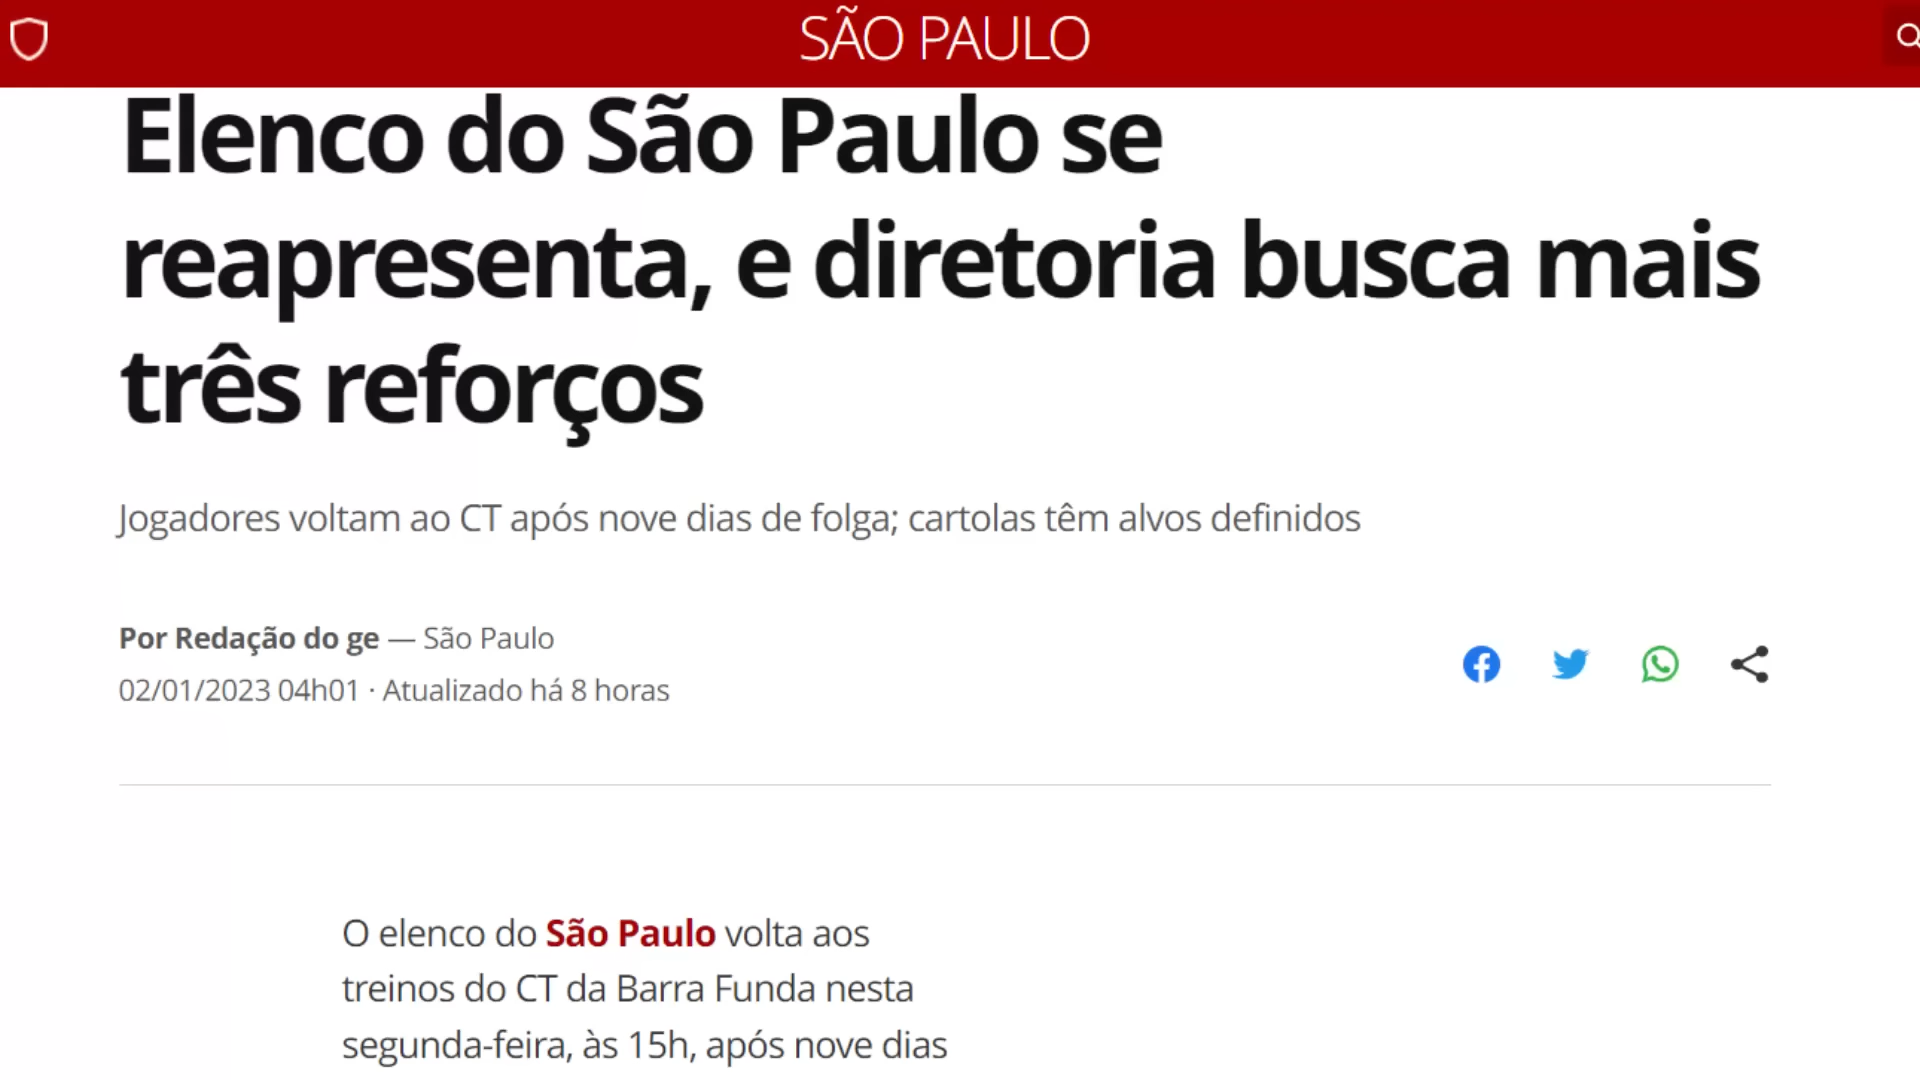 SÃO PAULO
Elenco do São Paulo se
reapresenta, e diretoria busca mais
três reforços
Jogadores voltam ao CT após nove dias de folga; cartolas têm alvos definidos
Por Redação do ge — São Paulo
02/01/2023 04h01 · Atualizado há 8 horas
O elenco do São Paulo volta aos
treinos do CT da Barra Funda nesta
segunda-feira, às 15h, após nove dias